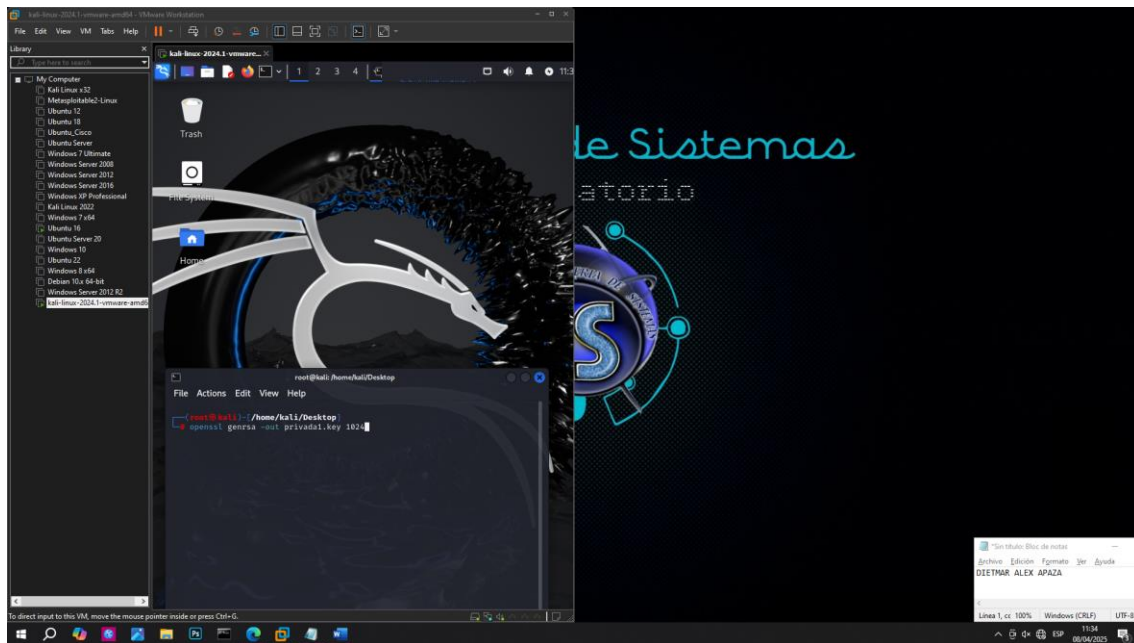 kali-linux-2024.1-vmware-amd64 - VMware Workstation
File Edit View VM Tabs Help
Library
Type here to search
My Computer
Kali Linux x32
Metasploitable2-Linux
Ubuntu 12
Ubuntu 18
Ubuntu_Cisco
Ubuntu Server
Windows 7 Ultimate
Windows Server 2008
Windows Server 2012
Windows Server 2016
Windows XP Professional
Kali Linux 2022
Windows 7 x64
Ubuntu 16
Ubuntu Server 20
Windows 10
Ubuntu 22
Windows 8 x64
Debian 10.x 64-bit
Windows Server 2012 R2
kali-linux-2024.1-vmware-amd6
kali-linux-2024.1-vmware...
1 2 3 4
11:3
Trash
File System
Home
root@kali: /home/kali/Desktop
File Actions Edit View Help
(root@kali)-[/home/kali/Desktop]
# openssl genrsa -out privada1.key 1024
To direct input to this VM, move the mouse pointer inside or press Ctrl+G.
de Sistemas
atorio
DE SISTEMAS
S
*Sin título: Bloc de notas
Archivo Edición Formato Ver Ayuda
DIETMAR ALEX APAZA
Línea 1, cc 100% Windows (CRLF) UTF-8
ESP
11:34
08/04/2025